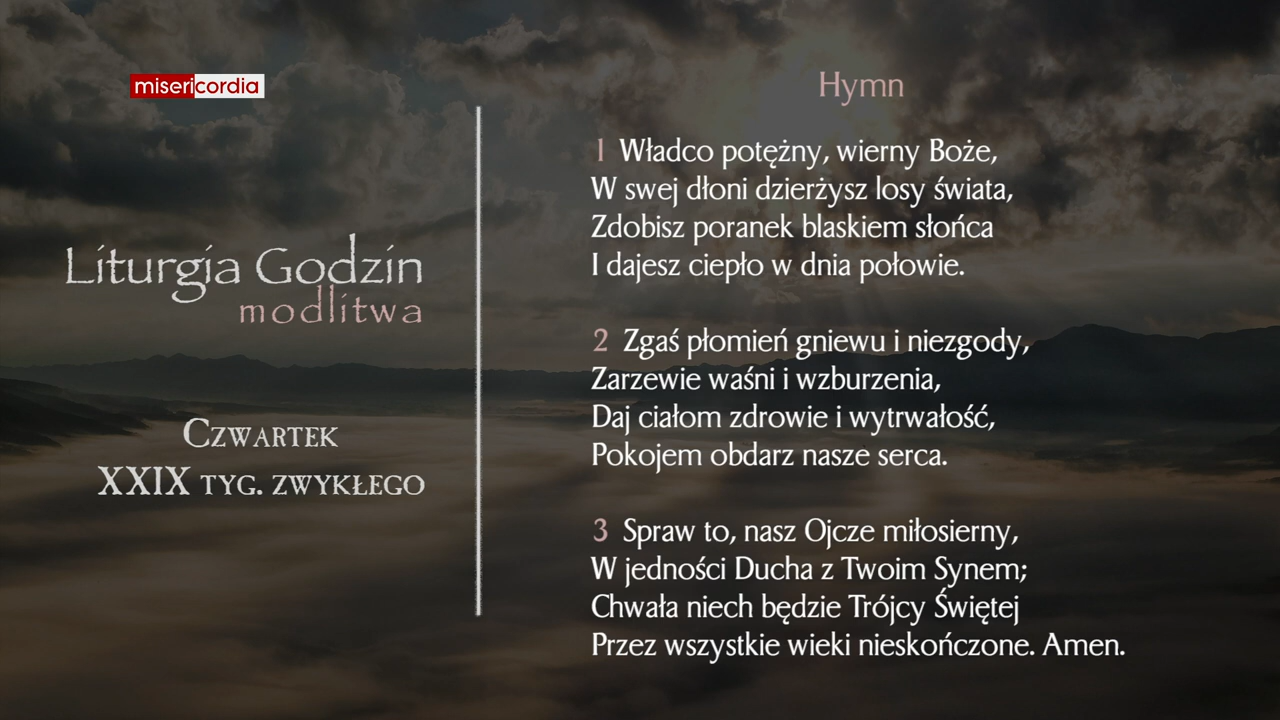 misericordia
Liturgia Godzin
modlitwa
Czwartek
XXIX tyg. zwykłego
Hymn
1 Władco potężny, wierny Boże,
W swej dłoni dzierżysz losy świata,
Zdobisz poranek blaskiem słońca
I dajesz ciepło w dnia połowie.
2 Zgaś płomień gniewu i niezgody,
Zarzewie waśni i wzburzenia,
Daj ciałom zdrowie i wytrwałość,
Pokojem obdarz nasze serca.
3 Spraw to, nasz Ojcze miłosierny,
W jedności Ducha z Twoim Synem;
Chwała niech będzie Trójcy Świętej
Przez wszystkie wieki nieskończone. Amen.